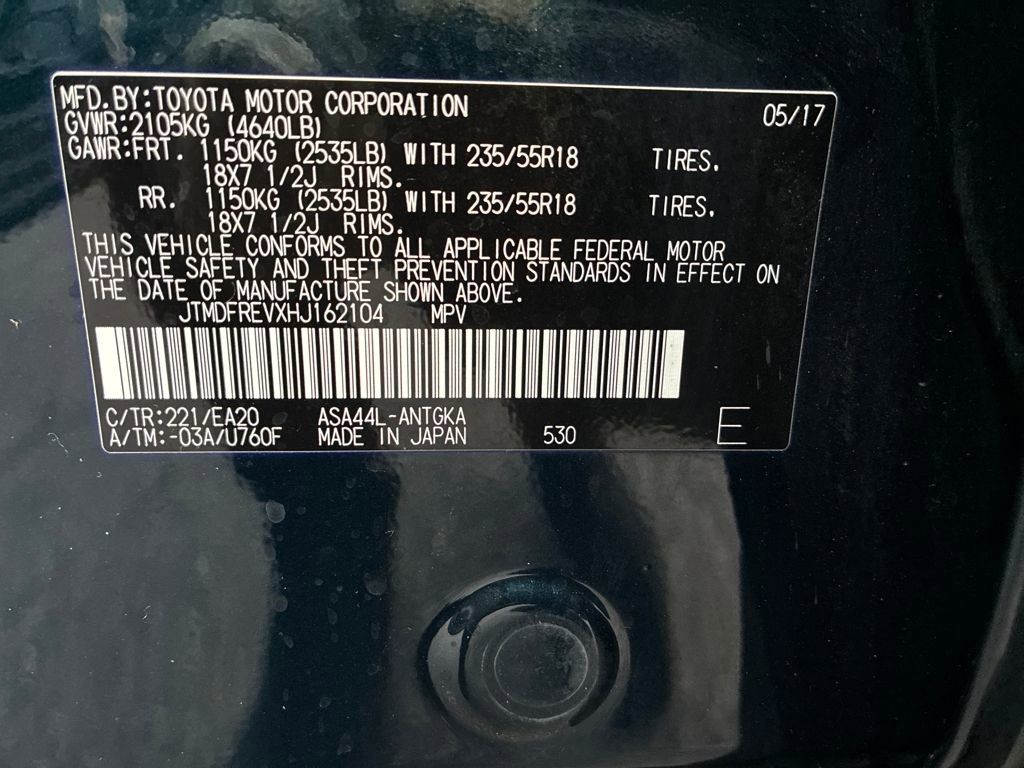 MFD.BY:TOYOTA MOTOR CORPORATION 05/17
GVWR:2105KG (4640LB)
GAWR:FRT. 1150KG (2535LB) WITH 235/55R18 TIRES.
18X7 1/2J RIMS.
RR. 1150KG (2535LB) WITH 235/55R18 TIRES.
18X7 1/2J RIMS.
THIS VEHICLE CONFORMS TO ALL APPLICABLE FEDERAL MOTOR
VEHICLE SAFETY AND THEFT PREVENTION STANDARDS IN EFFECT ON
THE DATE OF MANUFACTURE SHOWN ABOVE.
JTMDFREVXHJ162104 MPV
C/TR:221/EA20 ASA44L-ANTGKA
A/TM:-03A/U760F MADE IN JAPAN 530 E